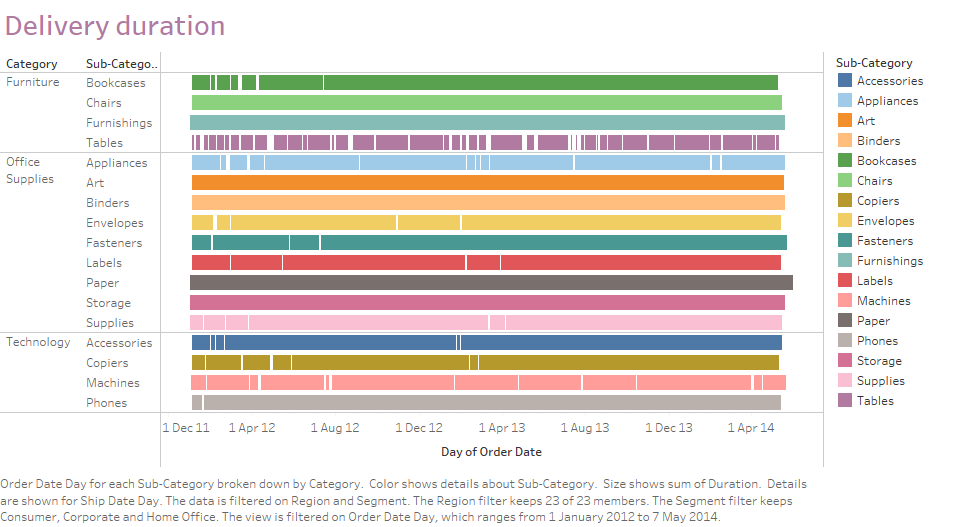 Delivery duration
Category Sub-Catego.. Sub-Category
Furniture Bookcases
Chairs
Furnishings
Tables
Office Supplies Appliances
Art
Binders
Envelopes
Fasteners
Labels
Paper
Storage
Supplies
Technology Accessories
Copiers
Machines
Phones
Accessories
Appliances
Art
Binders
Bookcases
Chairs
Copiers
Envelopes
Fasteners
Furnishings
Labels
Machines
Paper
Phones
Storage
Supplies
Tables
1 Dec 11 1 Apr 12 1 Aug 12 1 Dec 12 1 Apr 13 1 Aug 13 1 Dec 13 1 Apr 14
Day of Order Date
Order Date Day for each Sub-Category broken down by Category. Color shows details about Sub-Category. Size shows sum of Duration. Details
are shown for Ship Date Day. The data is filtered on Region and Segment. The Region filter keeps 23 of 23 members. The Segment filter keeps
Consumer, Corporate and Home Office. The view is filtered on Order Date Day, which ranges from 1 January 2012 to 7 May 2014.